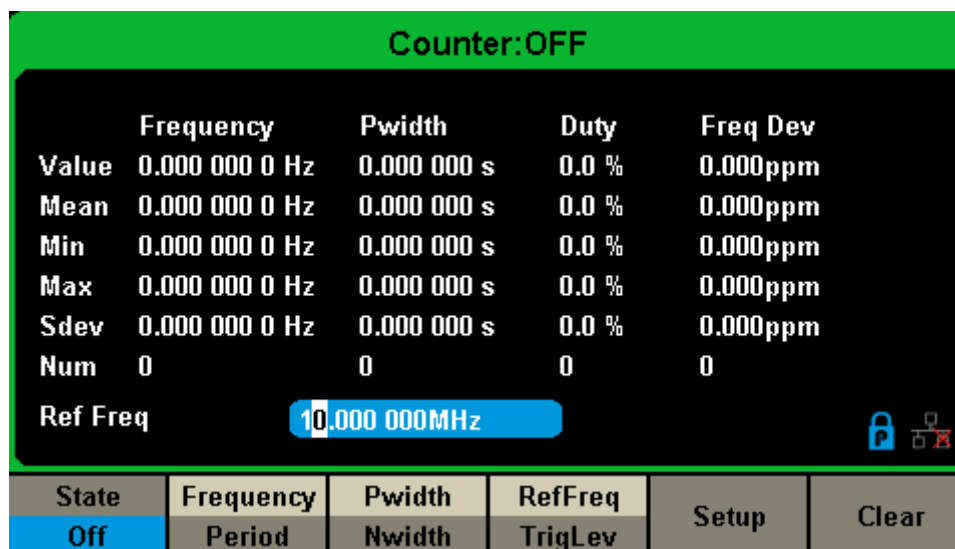 Counter:OFF
Frequency Pwidth Duty Freq Dev
Value 0.000 000 0 Hz 0.000 000 s 0.0 % 0.000ppm
Mean 0.000 000 0 Hz 0.000 000 s 0.0 % 0.000ppm
Min 0.000 000 0 Hz 0.000 000 s 0.0 % 0.000ppm
Max 0.000 000 0 Hz 0.000 000 s 0.0 % 0.000ppm
Sdev 0.000 000 0 Hz 0.000 000 s 0.0 % 0.000ppm
Num 0 0 0 0
Ref Freq 10.000 000MHz
P
State Frequency Pwidth RefFreq Setup Clear
Off Period Nwidth TrigLev